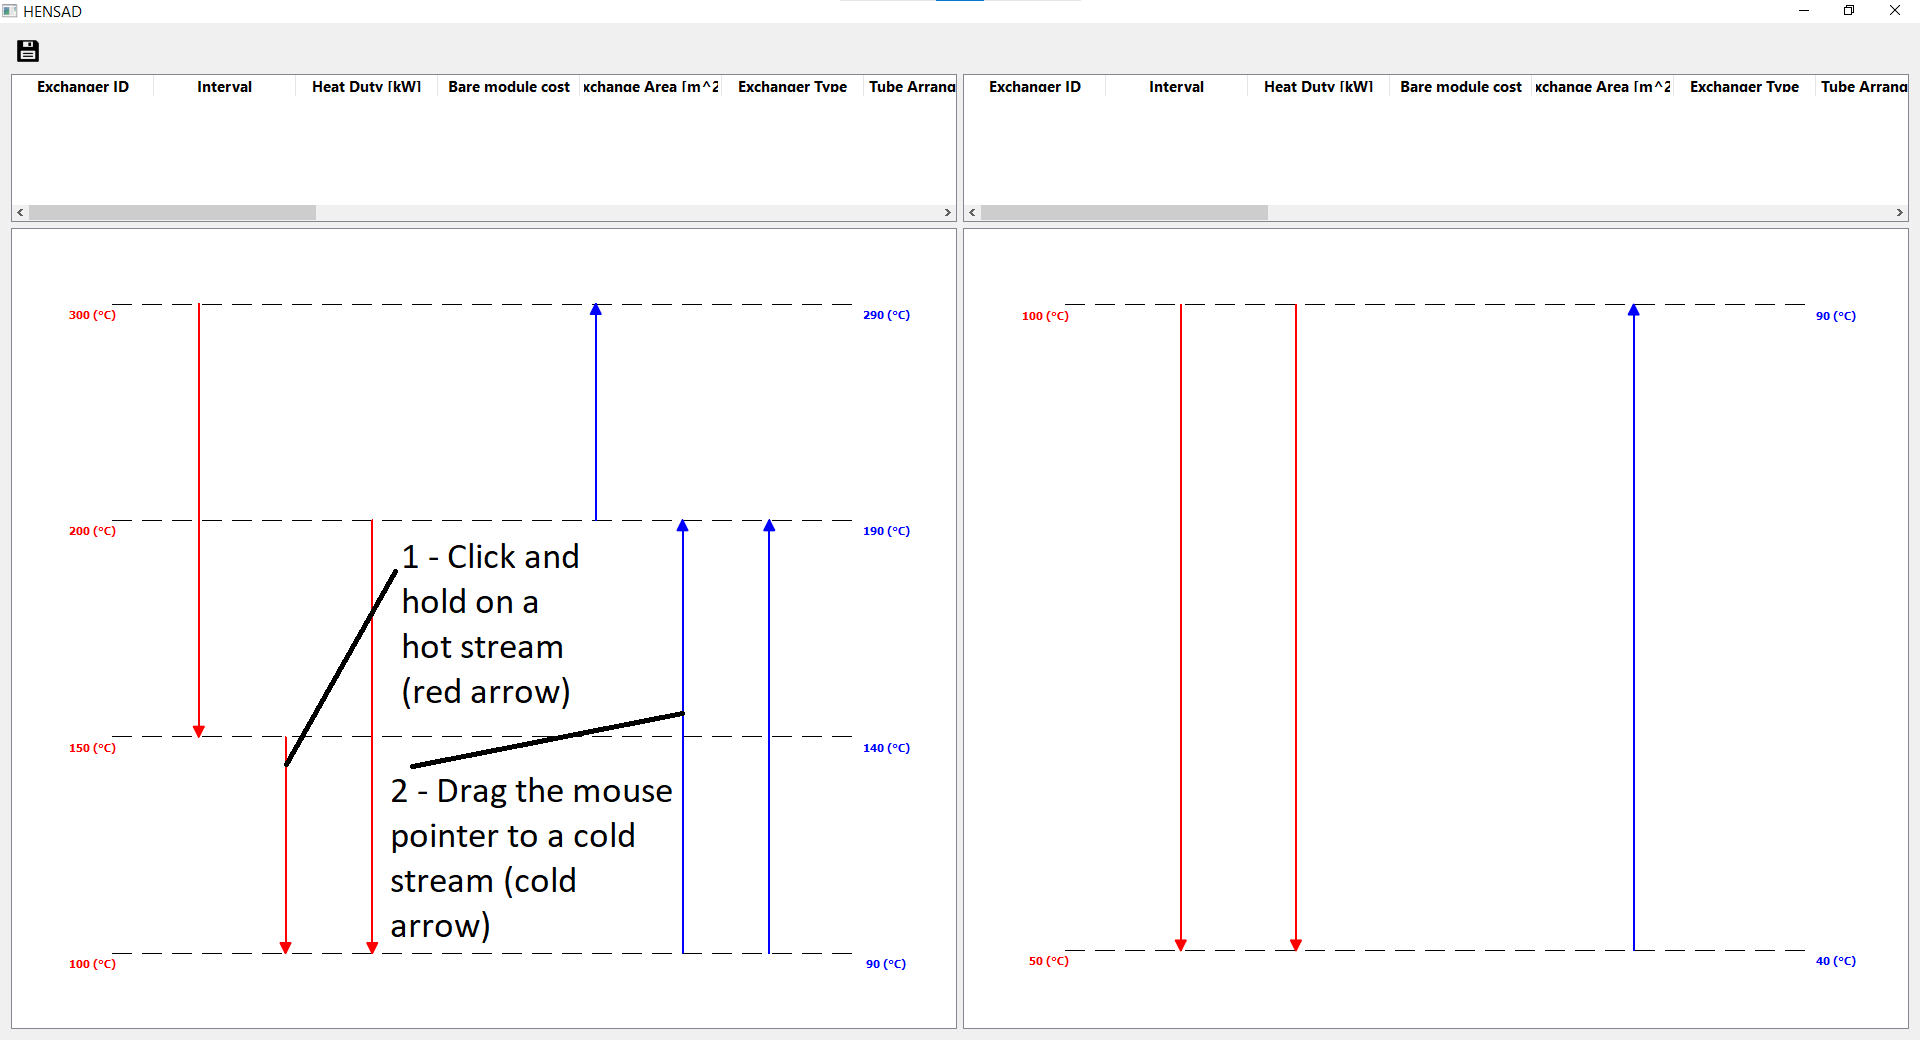 HENSAD
Exchanger ID Interval Heat Duty [kW] Bare module cost xchange Area [m^2 Exchanger Type Tube Arrang
Exchanger ID Interval Heat Duty [kW] Bare module cost xchange Area [m^2 Exchanger Type Tube Arrang
300 (°C)
290 (°C)
200 (°C)
190 (°C)
1 - Click and
hold on a
hot stream
(red arrow)
150 (°C)
140 (°C)
2 - Drag the mouse
pointer to a cold
stream (cold
arrow)
100 (°C)
90 (°C)
100 (°C)
90 (°C)
50 (°C)
40 (°C)